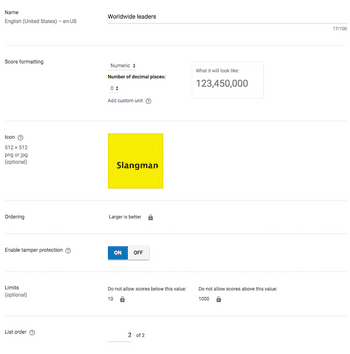 Name
Worldwide leaders
English (United States) – en-US
17/100
Score formatting
Numeric
Number of decimal places:
0
Add custom unit
What it will look like:
123,450,000
Icon
512 × 512
png or jpg
(optional)
Slangman
Ordering
Larger is better
Enable tamper protection
ON OFF
Limits
(optional)
Do not allow scores below this value:
10
Do not allow scores above this value:
1000
List order
2 of 2